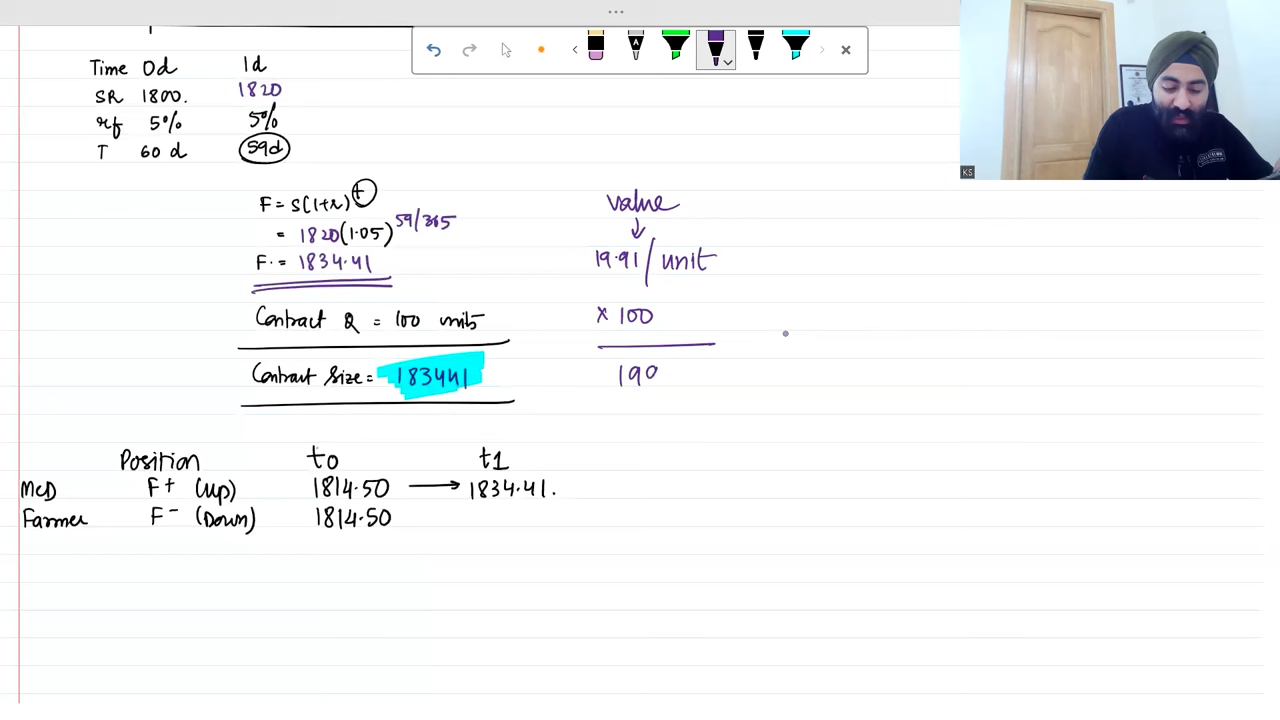 Time 0d 1d
SR 1800. 1820
rf 5% 5%
T 60 d 59d
F = S(1+r)^t
= 1820(1.05)^59/365
F. = 1834.41
Contract Q = 100 units
Contract Size = 183441
value
↓
19.91/unit
× 100
190
Position t0 t1
McD F+ (Up) 1814.50 → 1834.41.
Farmer F- (Down) 1814.50
KS